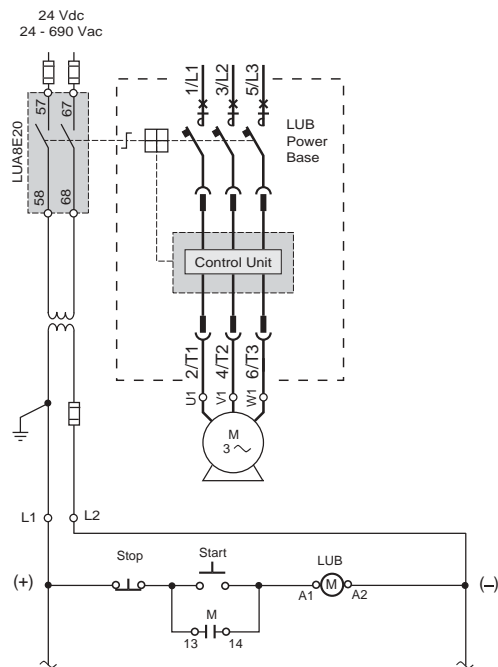 24 Vdc
24 - 690 Vac
57
67
LUA8E20
58
68
1/L1
3/L2
5/L3
LUB
Power
Base
Control Unit
2/T1
4/T2
6/T3
U1
V1
W1
M
3 ~
L1
L2
Stop
Start
LUB
(+)
M
A1
A2
(–)
M
13
14